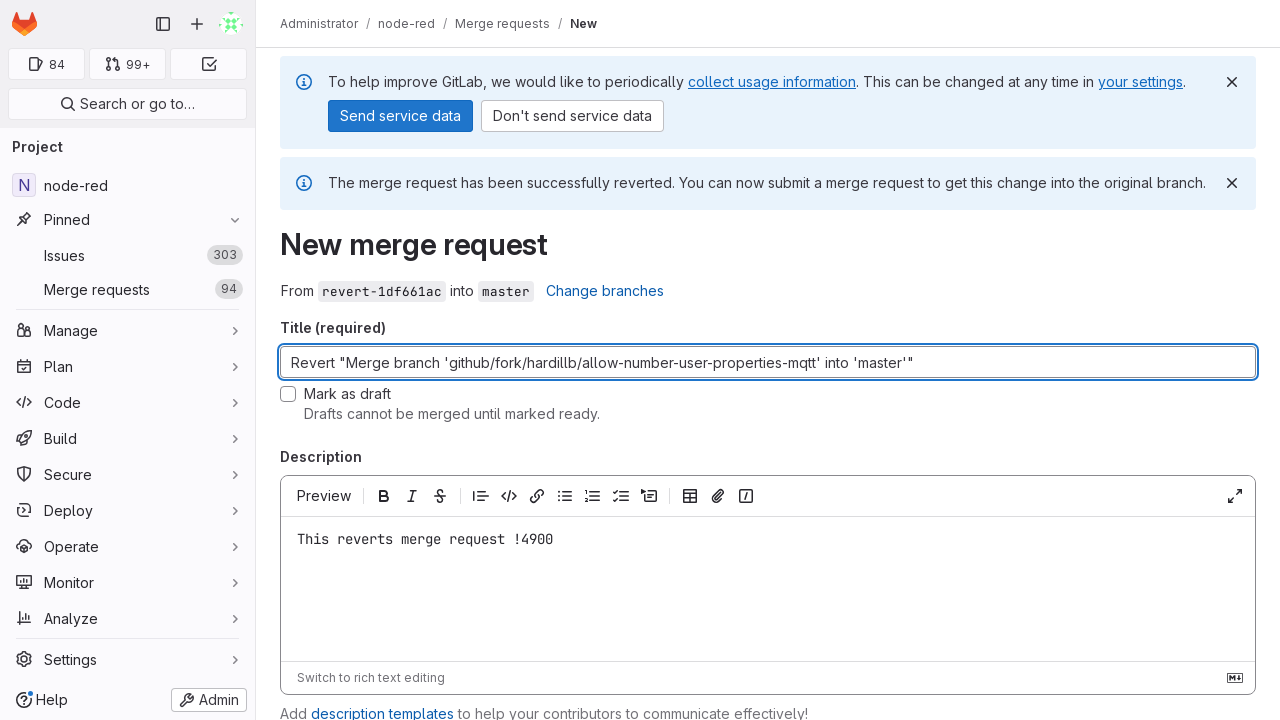 Administrator / node-red / Merge requests / New
84
99+
Search or go to…
Project
N node-red
Pinned
Issues 303
Merge requests 94
Manage
Plan
Code
Build
Secure
Deploy
Operate
Monitor
Analyze
Settings
Help
Admin
To help improve GitLab, we would like to periodically collect usage information. This can be changed at any time in your settings.
Send service data
Don't send service data
The merge request has been successfully reverted. You can now submit a merge request to get this change into the original branch.
New merge request
From revert-1df661ac into master Change branches
Title (required)
Revert "Merge branch 'github/fork/hardillb/allow-number-user-properties-mqtt' into 'master'"
Mark as draft
Drafts cannot be merged until marked ready.
Description
Preview
This reverts merge request !4900
Switch to rich text editing
Add description templates to help your contributors to communicate effectively!